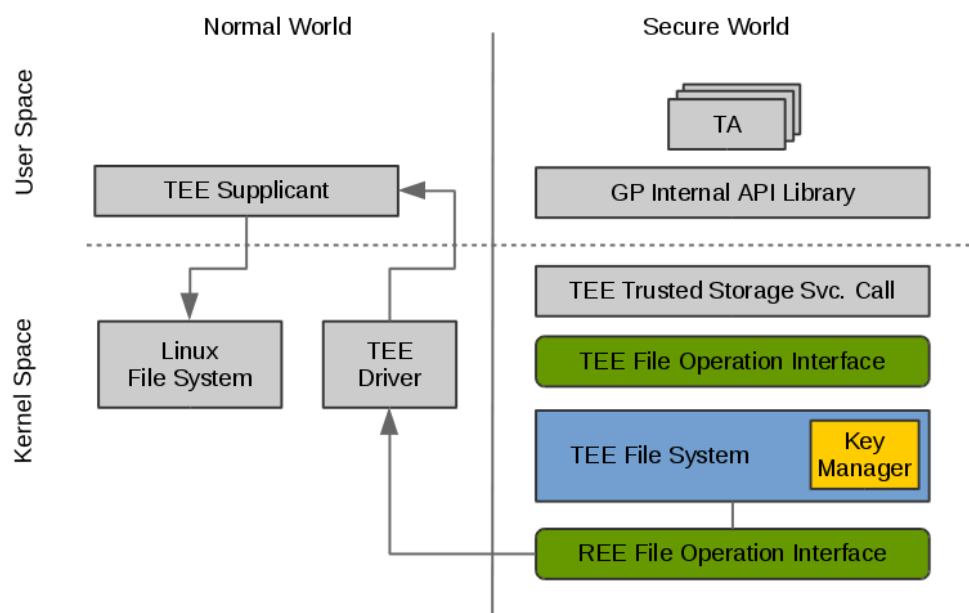 Normal World
Secure World
User Space
TA
TEE Supplicant
GP Internal API Library
Kernel Space
TEE Trusted Storage Svc. Call
Linux
File System
TEE
Driver
TEE File Operation Interface
TEE File System
Key
Manager
REE File Operation Interface